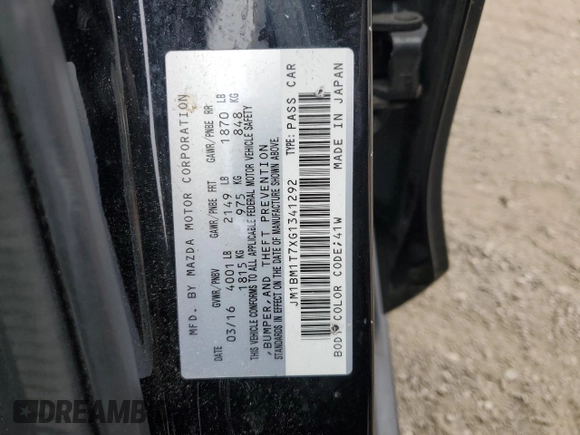 MFD. BY MAZDA MOTOR CORPORATION
DATE GVWR/PNBV GAWR/PNBE FRT GAWR/PNBE RR
03/16 4001 LB 2149 LB 1870 LB
1815 KG 975 KG 848 KG
THIS VEHICLE CONFORMS TO ALL APPLICABLE FEDERAL MOTOR VEHICLE SAFETY
,BUMPER,AND THEFT PREVENTION
STANDARDS IN EFFECT ON THE DATE OF MANUFACTURE SHOWN ABOVE.
JM1BM1T7XG1341292 TYPE: PASS CAR
BODY COLOR CODE:41W MADE IN JAPAN